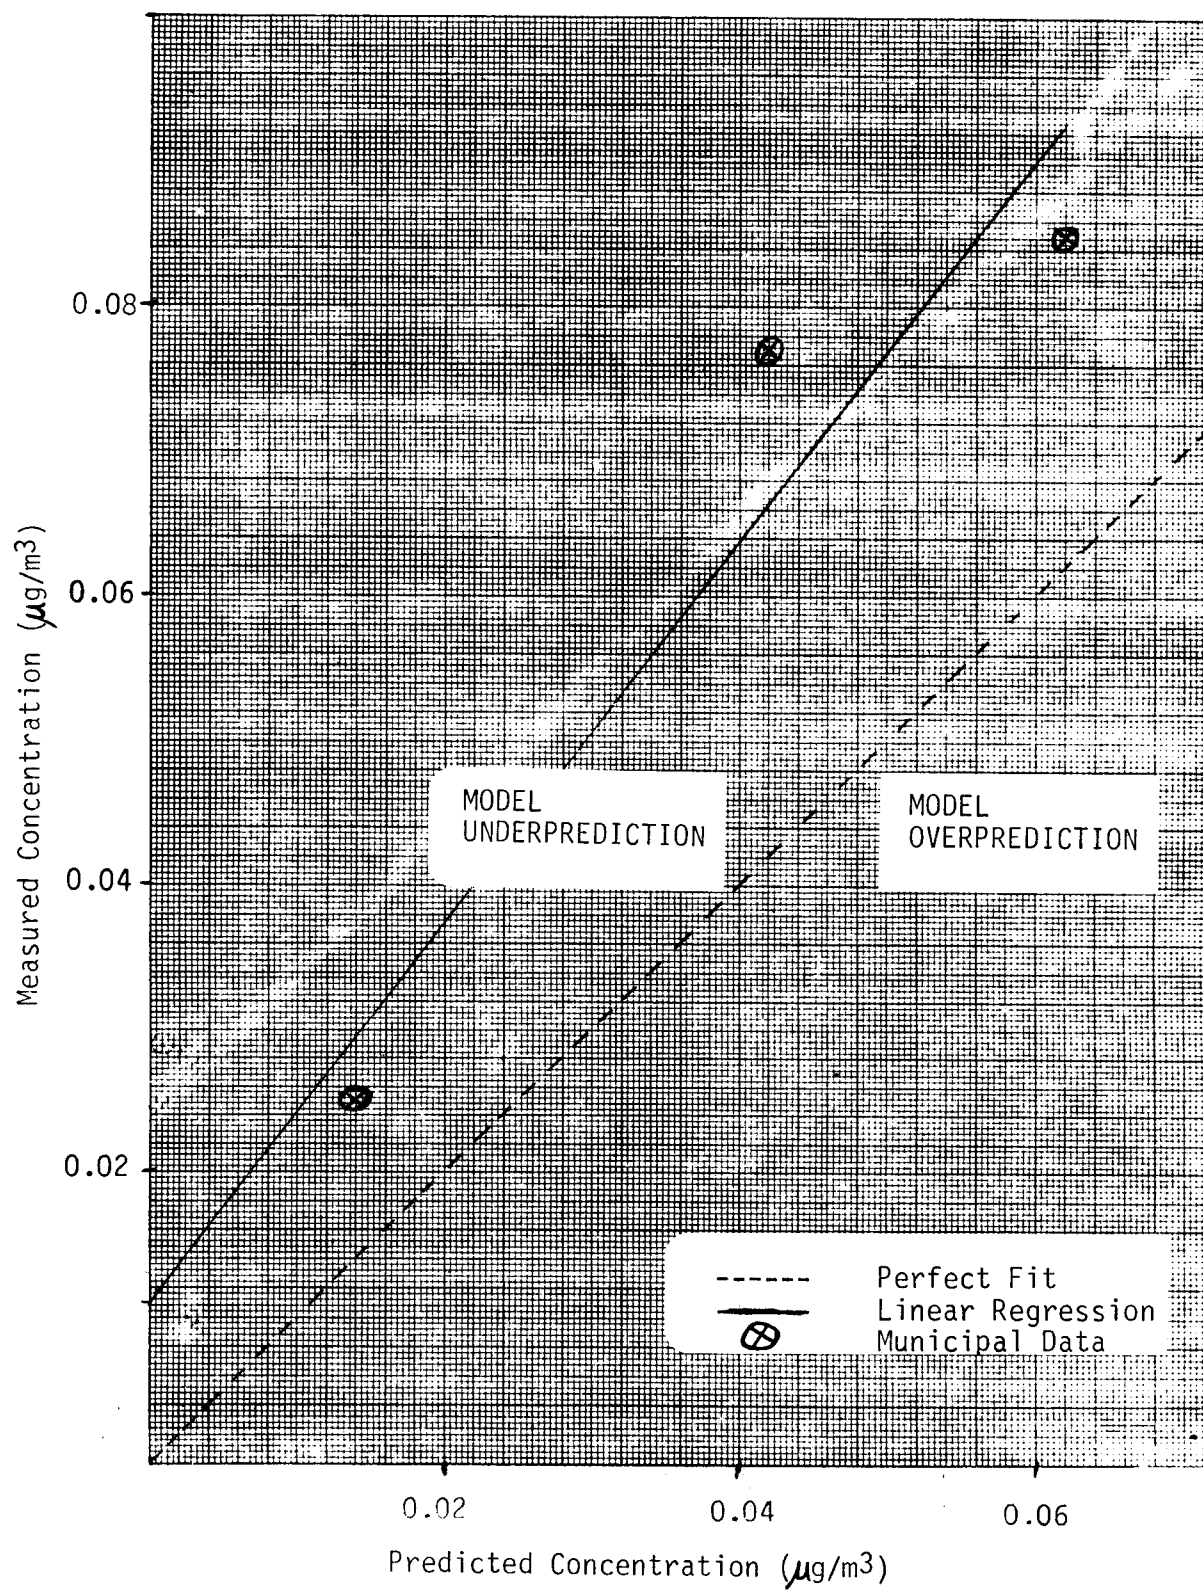 Measured Concentration (μg/m3)
0.08
0.06
0.04
0.02
MODEL
UNDERPREDICTION
MODEL
OVERPREDICTION
Perfect Fit
Linear Regression
Municipal Data
0.02
0.04
0.06
Predicted Concentration (μg/m3)